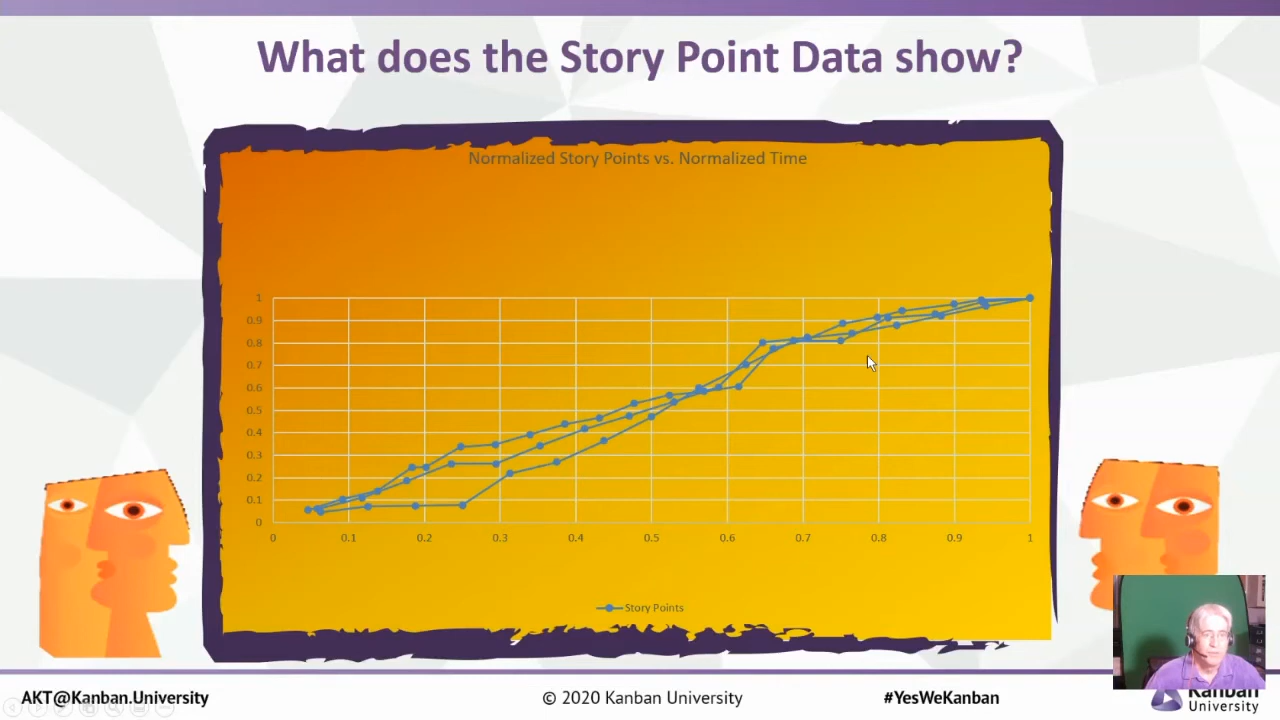 What does the Story Point Data show?
Normalized Story Points vs. Normalized Time
1
0.9
0.8
0.7
0.6
0.5
0.4
0.3
0.2
0.1
0
0 0.1 0.2 0.3 0.4 0.5 0.6 0.7 0.8 0.9 1
Story Points
AKT@Kanban.University
© 2020 Kanban University
#YesWeKanban
Kanban
University